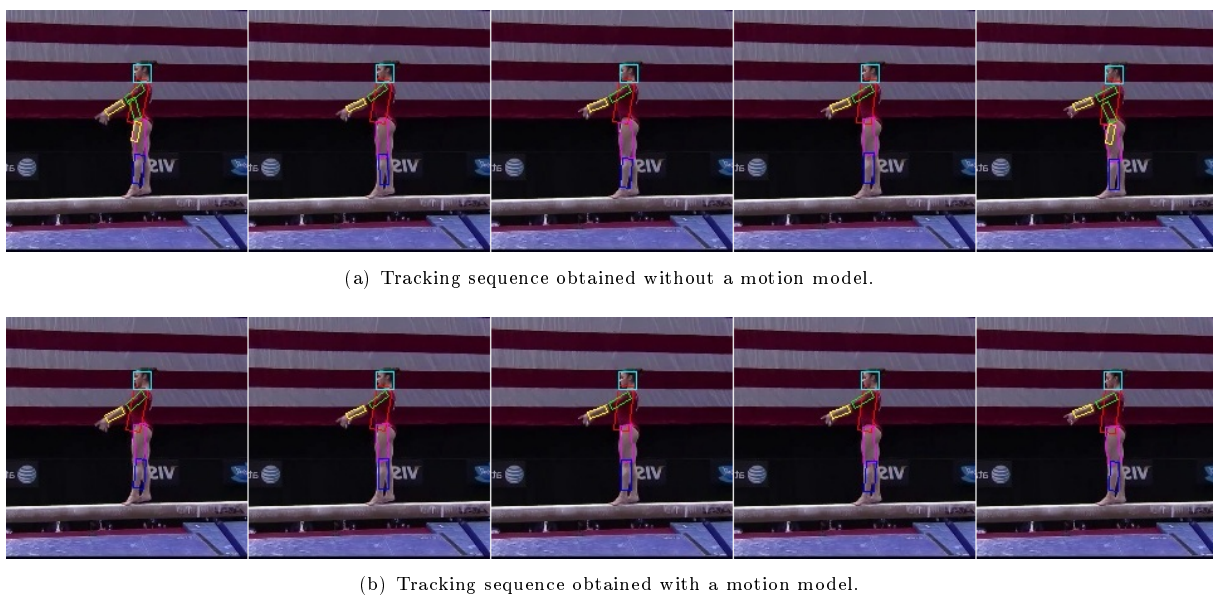 (a) Tracking sequence obtained without a motion model.
(b) Tracking sequence obtained with a motion model.